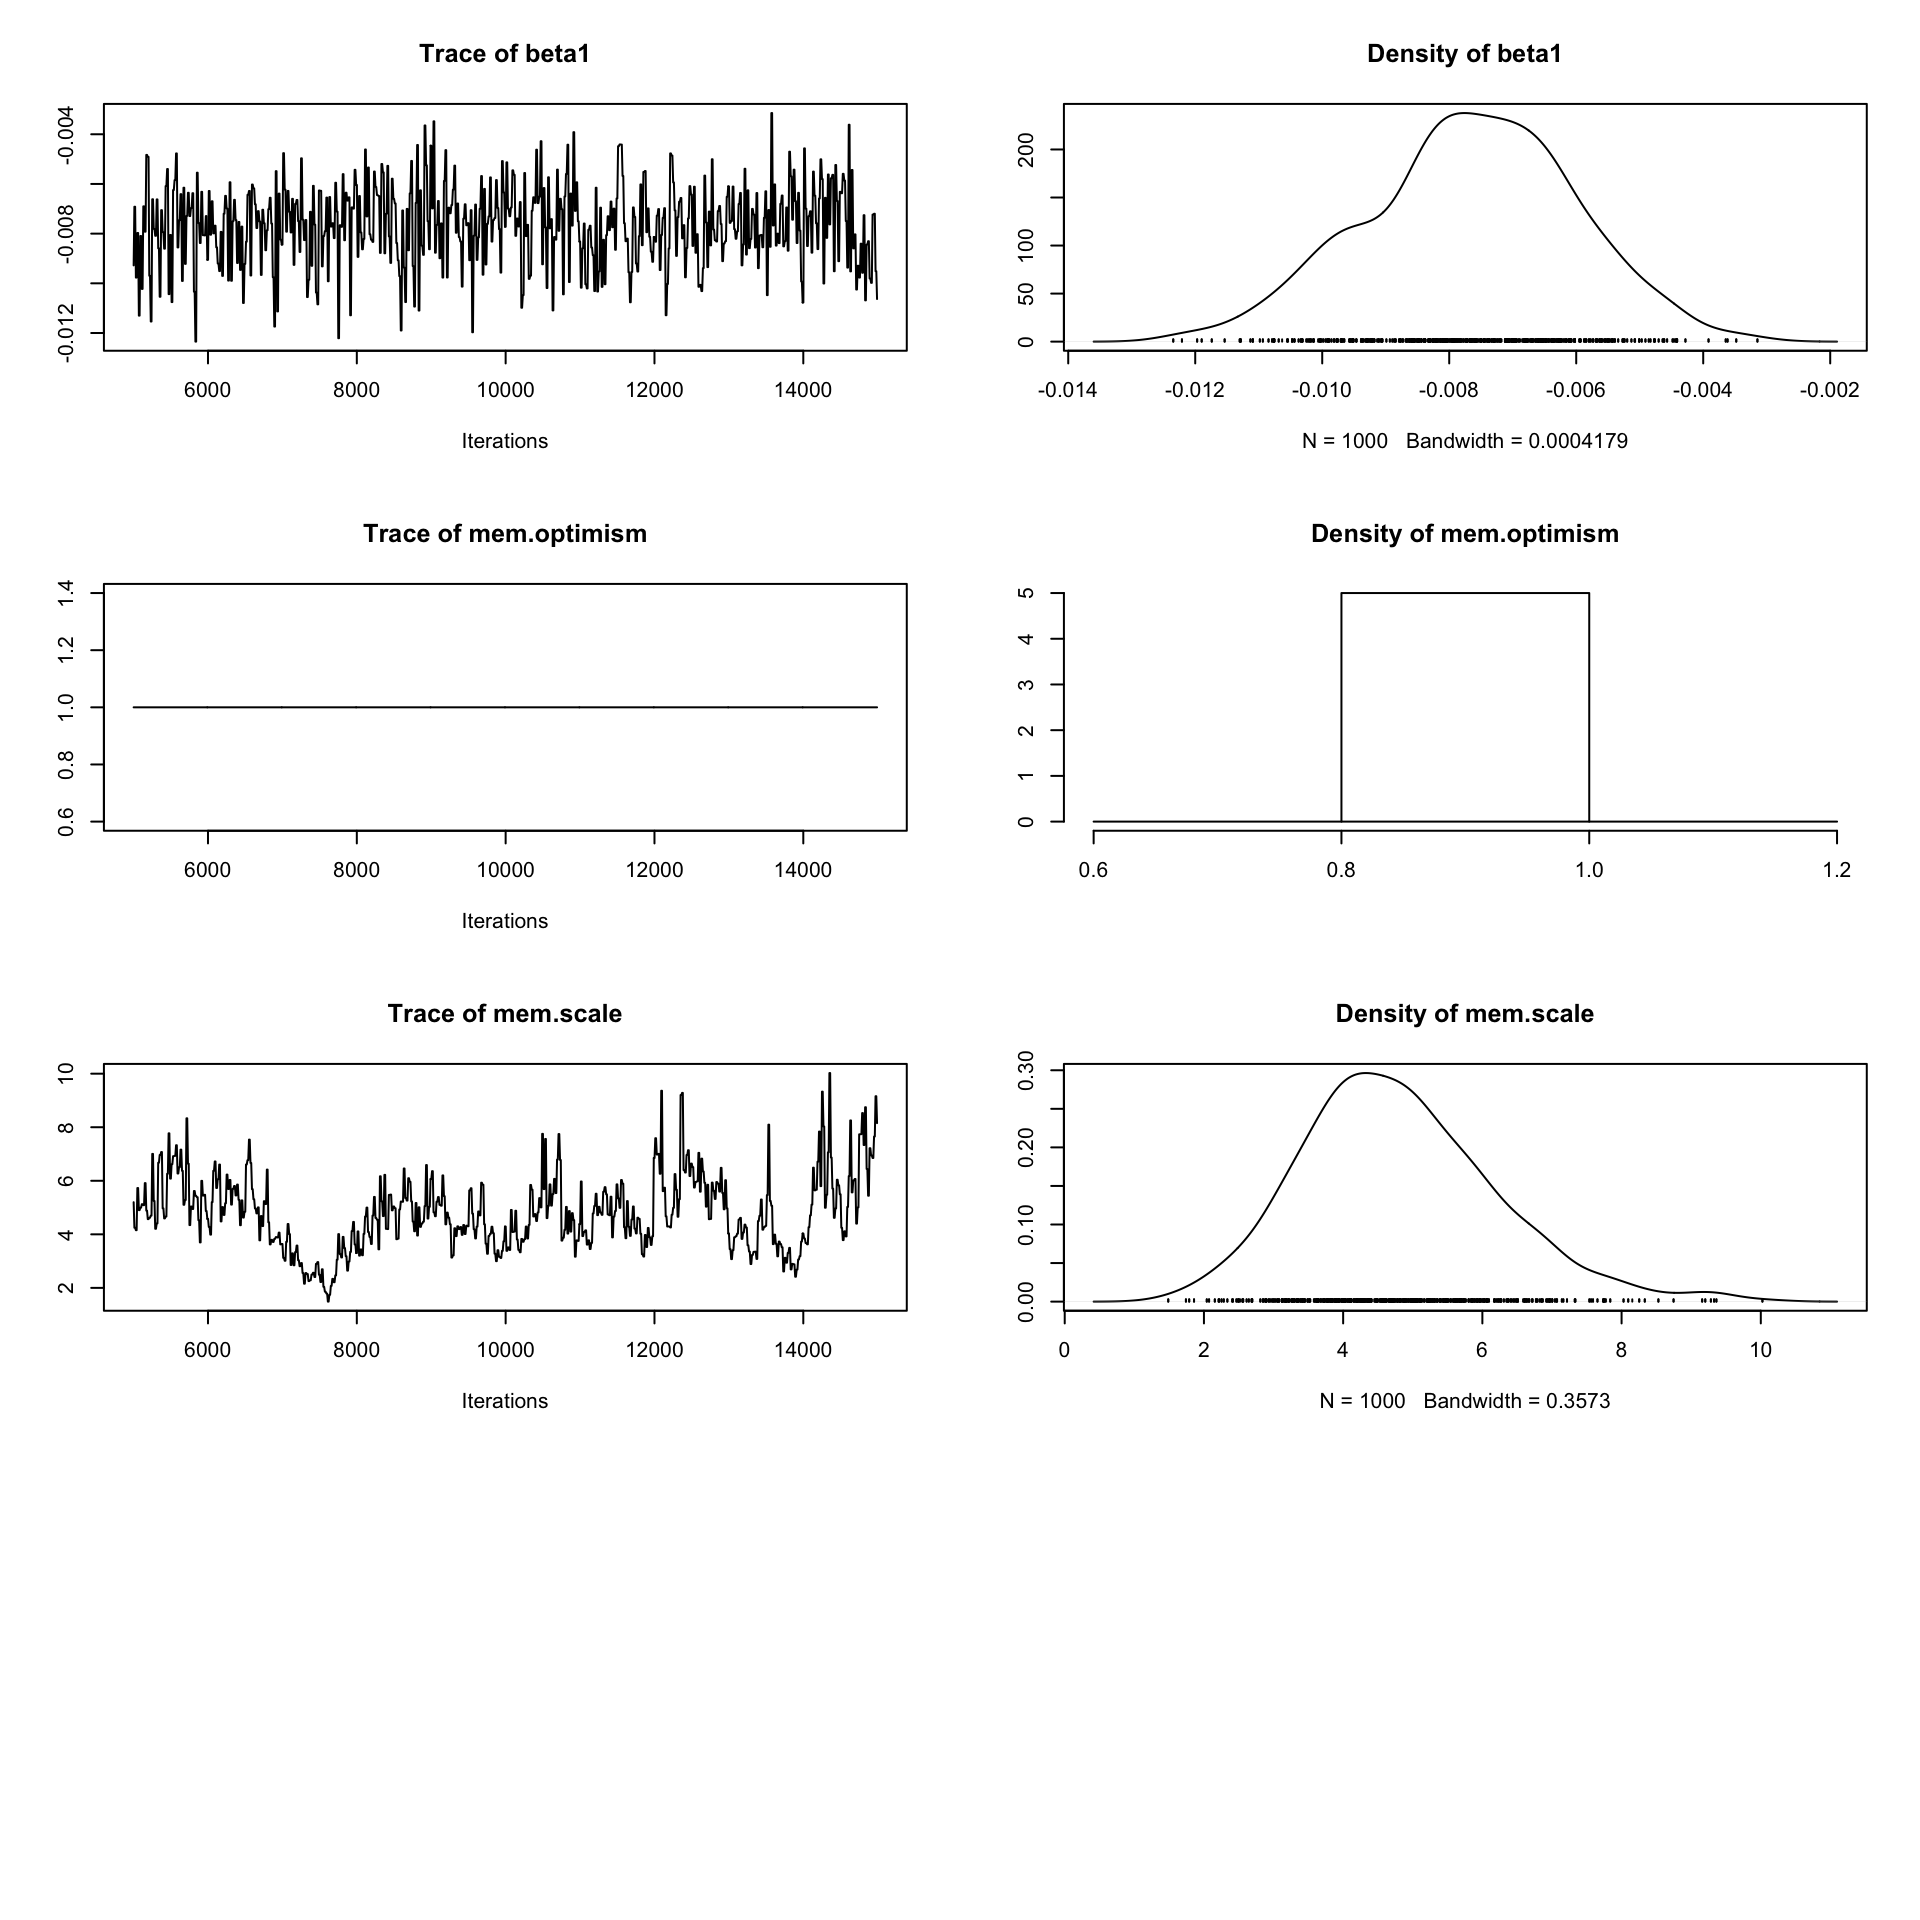 Trace of beta1
-0.004
-0.008
-0.012
6000 8000 10000 12000 14000
Iterations
Density of beta1
200
100
50
0
-0.014 -0.012 -0.010 -0.008 -0.006 -0.004 -0.002
N = 1000 Bandwidth = 0.0004179
Trace of mem.optimism
1.4
1.2
1.0
0.8
0.6
6000 8000 10000 12000 14000
Iterations
Density of mem.optimism
5
4
3
2
1
0
0.6 0.8 1.0 1.2
Trace of mem.scale
10
8
6
4
2
6000 8000 10000 12000 14000
Iterations
Density of mem.scale
0.30
0.20
0.10
0.00
0 2 4 6 8 10
N = 1000 Bandwidth = 0.3573